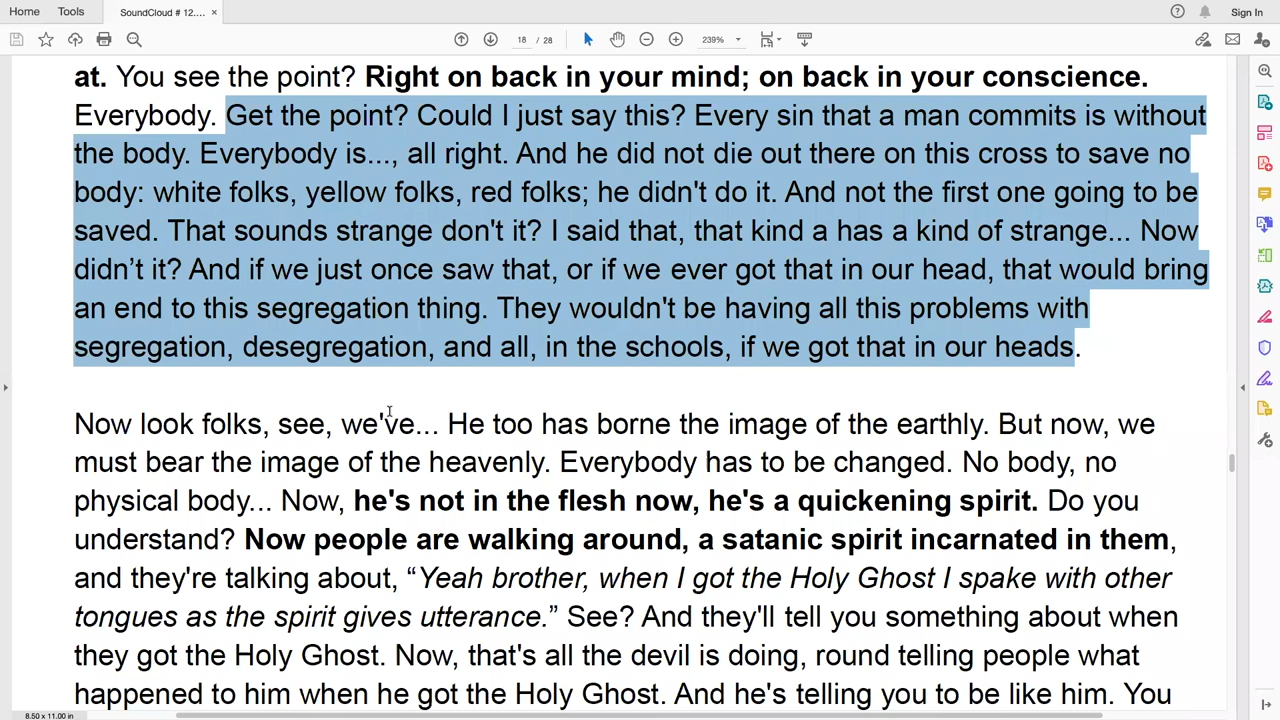 Home Tools SoundCloud # 12.... × Sign In
18 / 28 239%
at. You see the point? Right on back in your mind; on back in your conscience.
Everybody. Get the point? Could I just say this? Every sin that a man commits is without
the body. Everybody is..., all right. And he did not die out there on this cross to save no
body: white folks, yellow folks, red folks; he didn't do it. And not the first one going to be
saved. That sounds strange don't it? I said that, that kind a has a kind of strange... Now
didn’t it? And if we just once saw that, or if we ever got that in our head, that would bring
an end to this segregation thing. They wouldn't be having all this problems with
segregation, desegregation, and all, in the schools, if we got that in our heads.
Now look folks, see, we've... He too has borne the image of the earthly. But now, we
must bear the image of the heavenly. Everybody has to be changed. No body, no
physical body... Now, he's not in the flesh now, he's a quickening spirit. Do you
understand? Now people are walking around, a satanic spirit incarnated in them,
and they're talking about, “Yeah brother, when I got the Holy Ghost I spake with other
tongues as the spirit gives utterance.” See? And they'll tell you something about when
they got the Holy Ghost. Now, that's all the devil is doing, round telling people what
happened to him when he got the Holy Ghost. And he's telling you to be like him. You
8.50 x 11.00 in